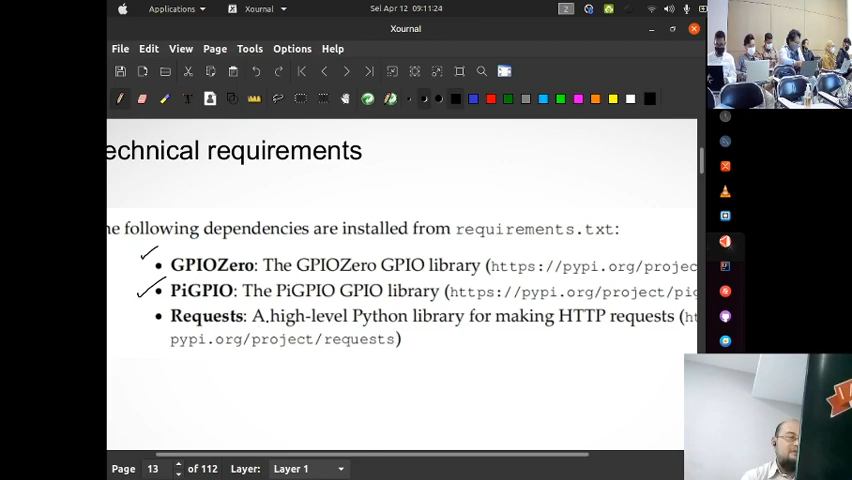 Applications
Xournal
Sel Apr 12 09:11:24
2
Xournal
File Edit View Page Tools Options Help
T
echnical requirements
he following dependencies are installed from requirements.txt:
• GPIOZero: The GPIOZero GPIO library (https://pypi.org/projec
• PiGPIO: The PiGPIO GPIO library (https://pypi.org/project/pig
• Requests: A high-level Python library for making HTTP requests (ht
pypi.org/project/requests)
Page 13 of 112 Layer: Layer 1